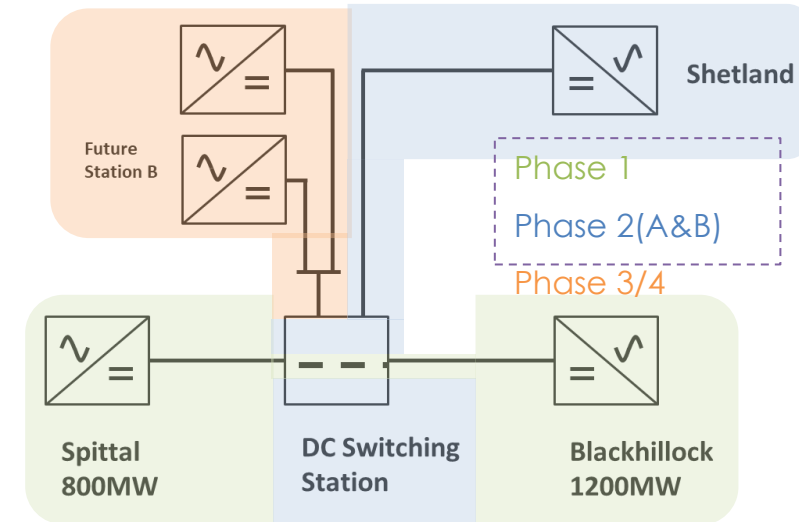 Shetland
Future
Station B
Phase 1
Phase 2(A&B)
Phase 3/4
Spittal
800MW
DC Switching
Station
Blackhillock
1200MW